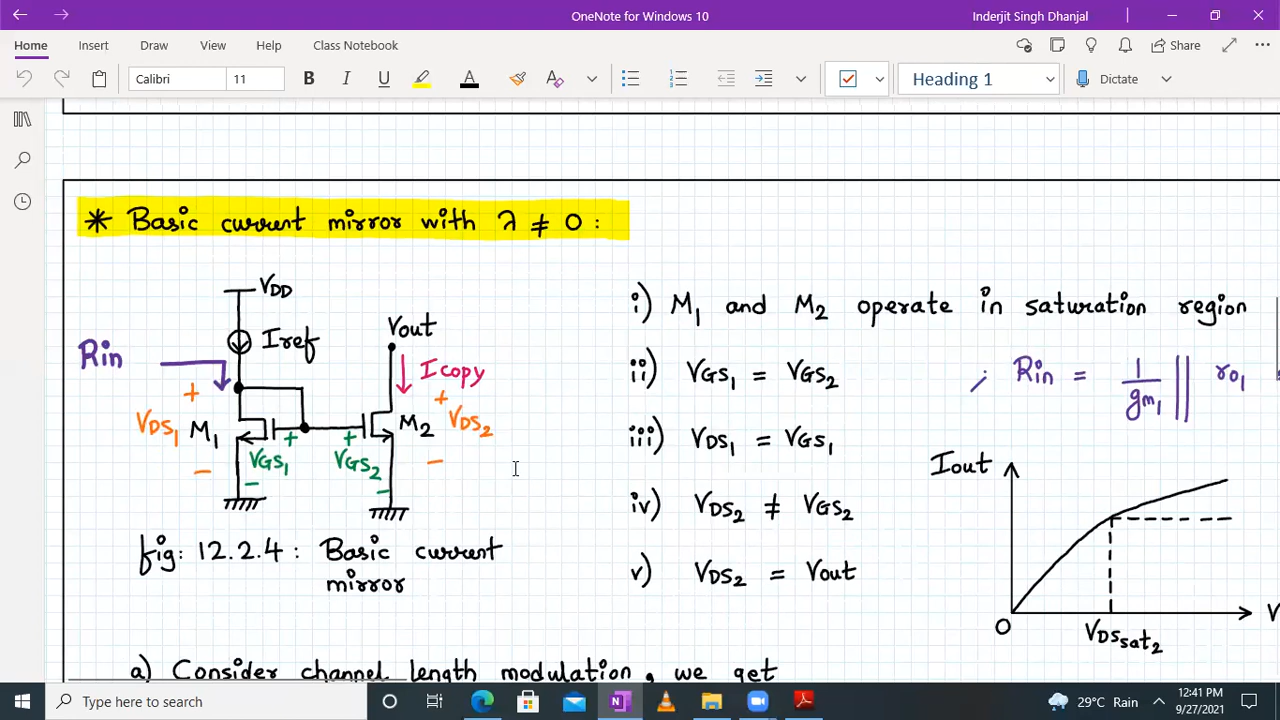 OneNote for Windows 10
Inderjit Singh Dhanjal
Home Insert Draw View Help Class Notebook
Share
Calibri 11 B I U A Heading 1 Dictate
* Basic current mirror with λ ≠ 0 :
VDD
Iref
Rin
Vout
Icopy
+ VDS1 −
M1
+ VGS1 −
+ VGS2 −
M2
+ VDS2 −
fig: 12.2.4 : Basic current
mirror
i) M1 and M2 operate in saturation region
ii) VGS1 = VGS2 ; Rin = 1/gm1 || ro1
iii) VDS1 = VGS1
iv) VDS2 ≠ VGS2
v) VDS2 = Vout
Iout
O
VDSsat2
a) Consider channel length modulation, we get
Type here to search
29°C Rain
12:41 PM
9/27/2021